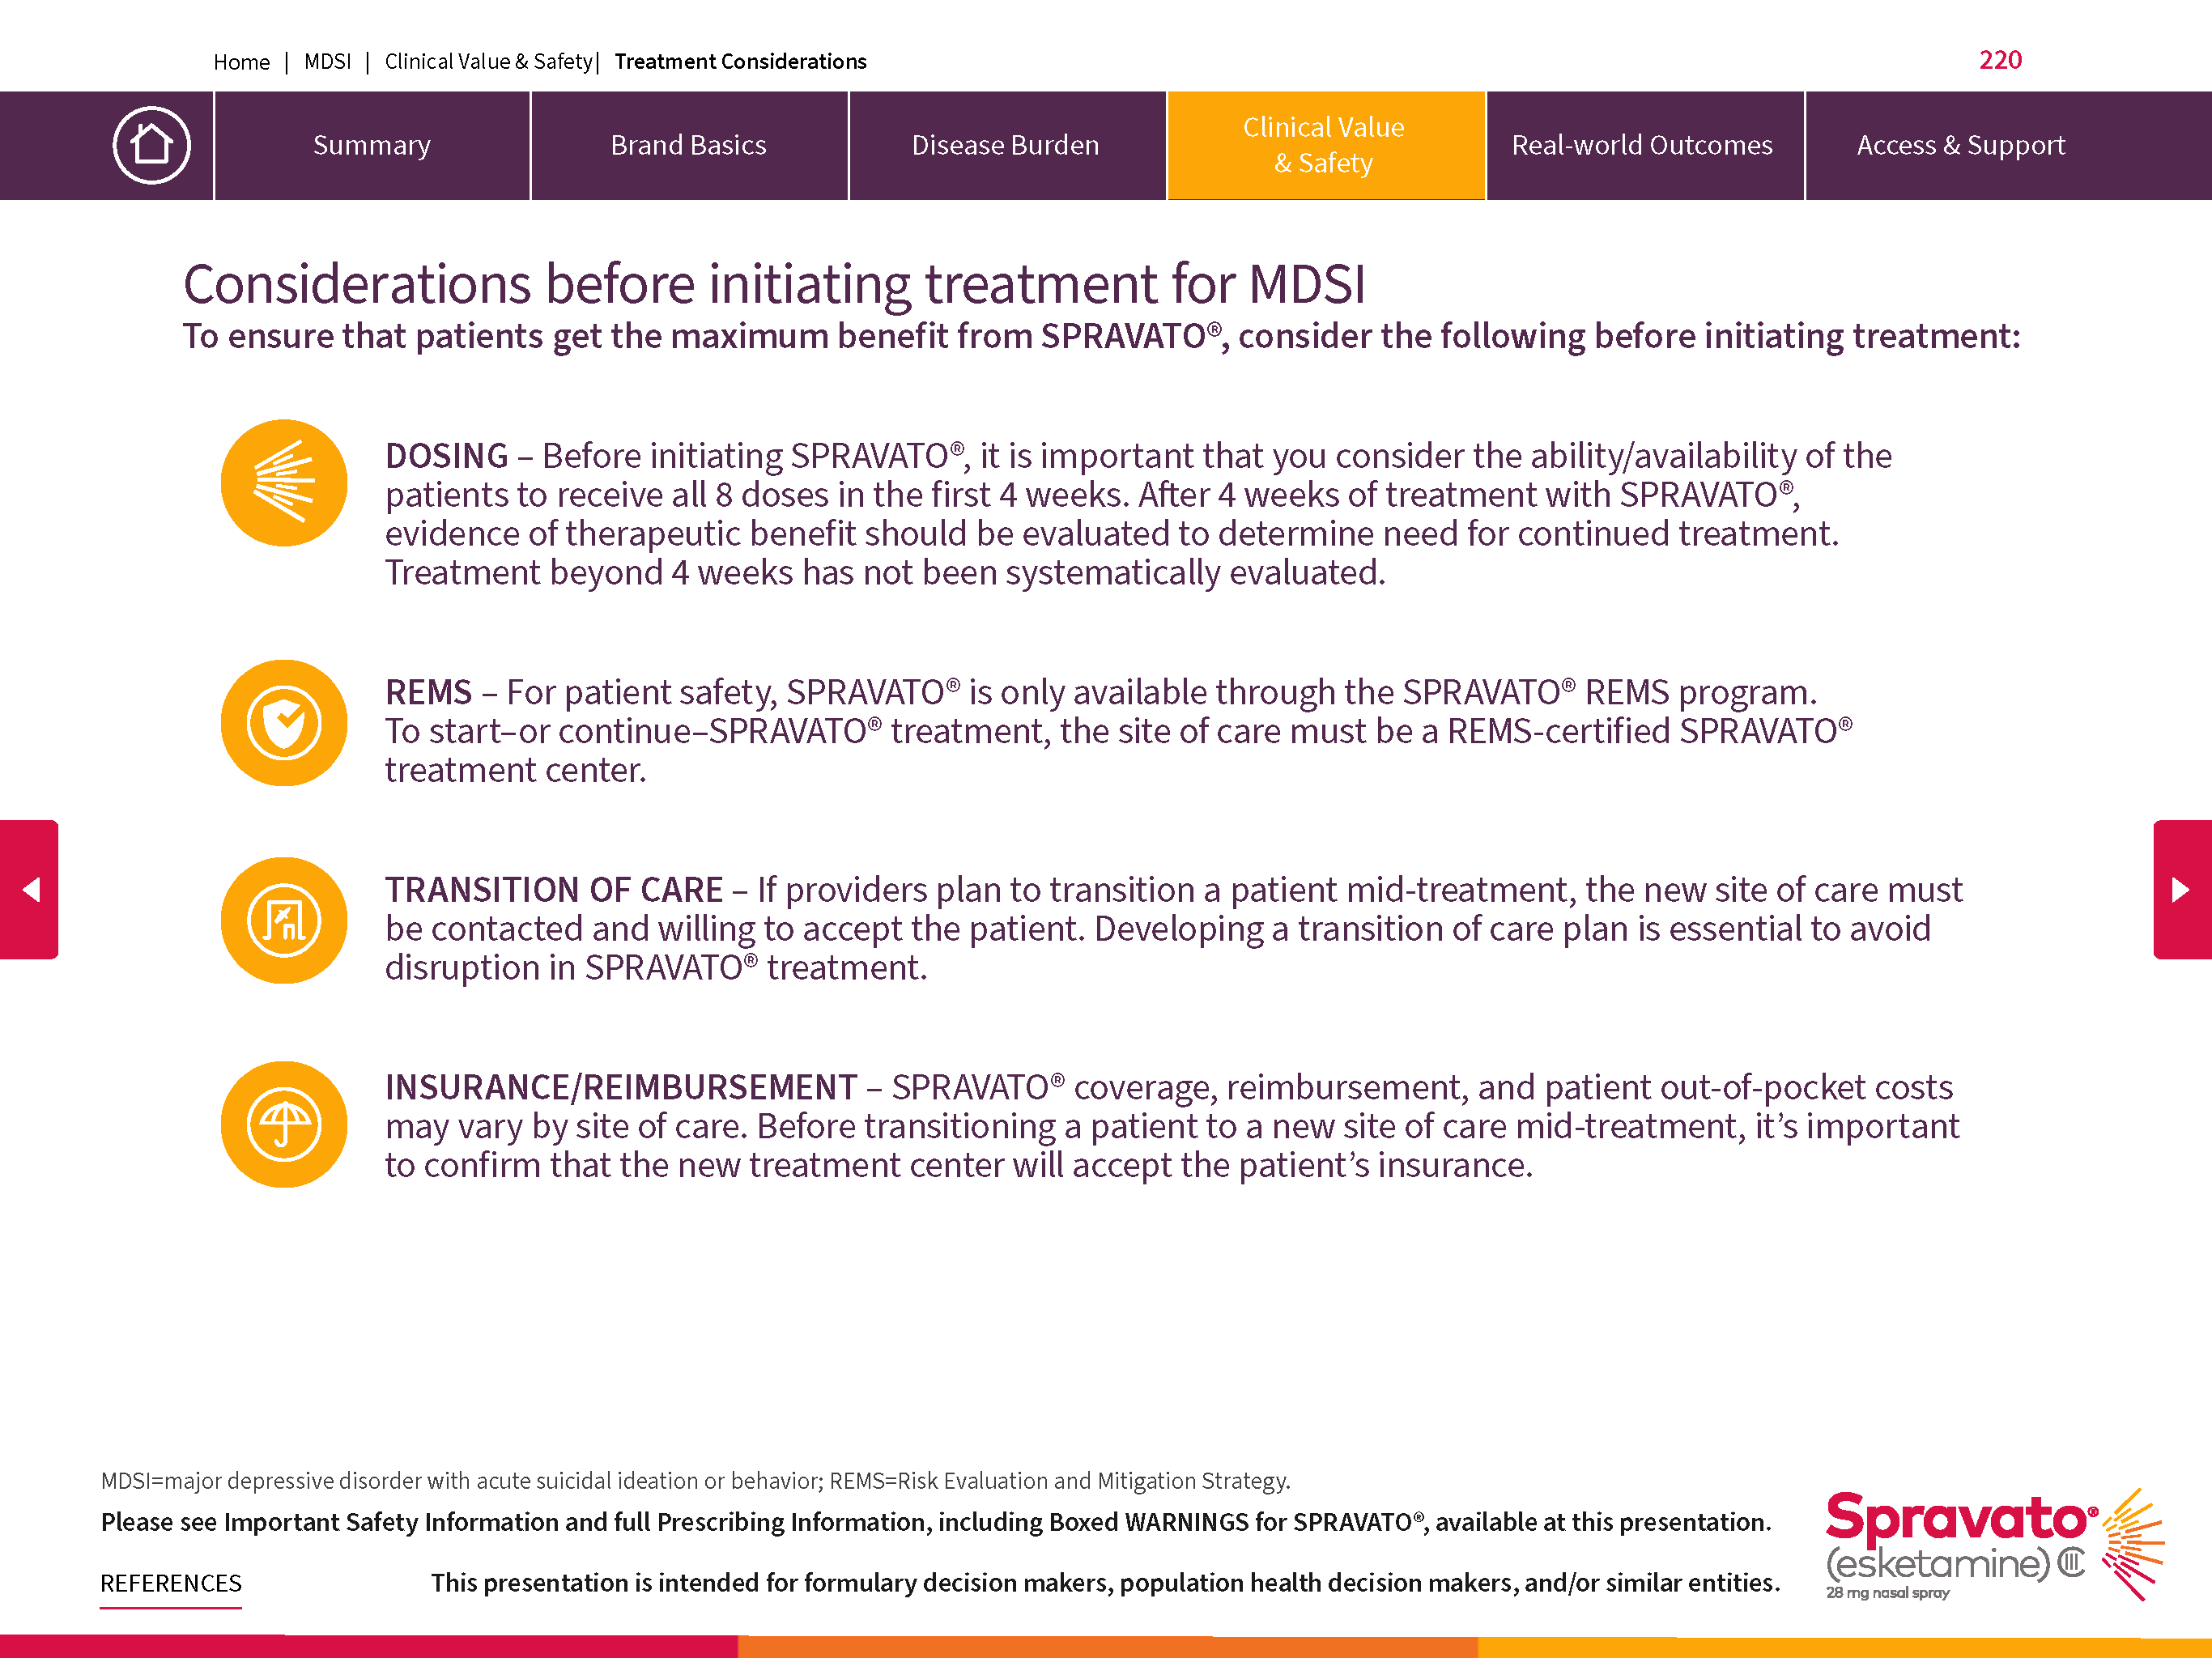 Home | MDSI | Clinical Value & Safety| Treatment Considerations
220
Summary
Brand Basics
Disease Burden
Clinical Value
& Safety
Real-world Outcomes
Access & Support
Considerations before initiating treatment for MDSI
To ensure that patients get the maximum benefit from SPRAVATO®, consider the following before initiating treatment:
DOSING – Before initiating SPRAVATO®, it is important that you consider the ability/availability of the
patients to receive all 8 doses in the first 4 weeks. After 4 weeks of treatment with SPRAVATO®,
evidence of therapeutic benefit should be evaluated to determine need for continued treatment.
Treatment beyond 4 weeks has not been systematically evaluated.
REMS – For patient safety, SPRAVATO® is only available through the SPRAVATO® REMS program.
To start–or continue–SPRAVATO® treatment, the site of care must be a REMS-certified SPRAVATO®
treatment center.
TRANSITION OF CARE – If providers plan to transition a patient mid-treatment, the new site of care must
be contacted and willing to accept the patient. Developing a transition of care plan is essential to avoid
disruption in SPRAVATO® treatment.
INSURANCE/REIMBURSEMENT – SPRAVATO® coverage, reimbursement, and patient out-of-pocket costs
may vary by site of care. Before transitioning a patient to a new site of care mid-treatment, it’s important
to confirm that the new treatment center will accept the patient’s insurance.
MDSI=major depressive disorder with acute suicidal ideation or behavior; REMS=Risk Evaluation and Mitigation Strategy.
Please see Important Safety Information and full Prescribing Information, including Boxed WARNINGS for SPRAVATO®, available at this presentation.
REFERENCES
This presentation is intended for formulary decision makers, population health decision makers, and/or similar entities.
Spravato®
(esketamine) CIII
28 mg nasal spray